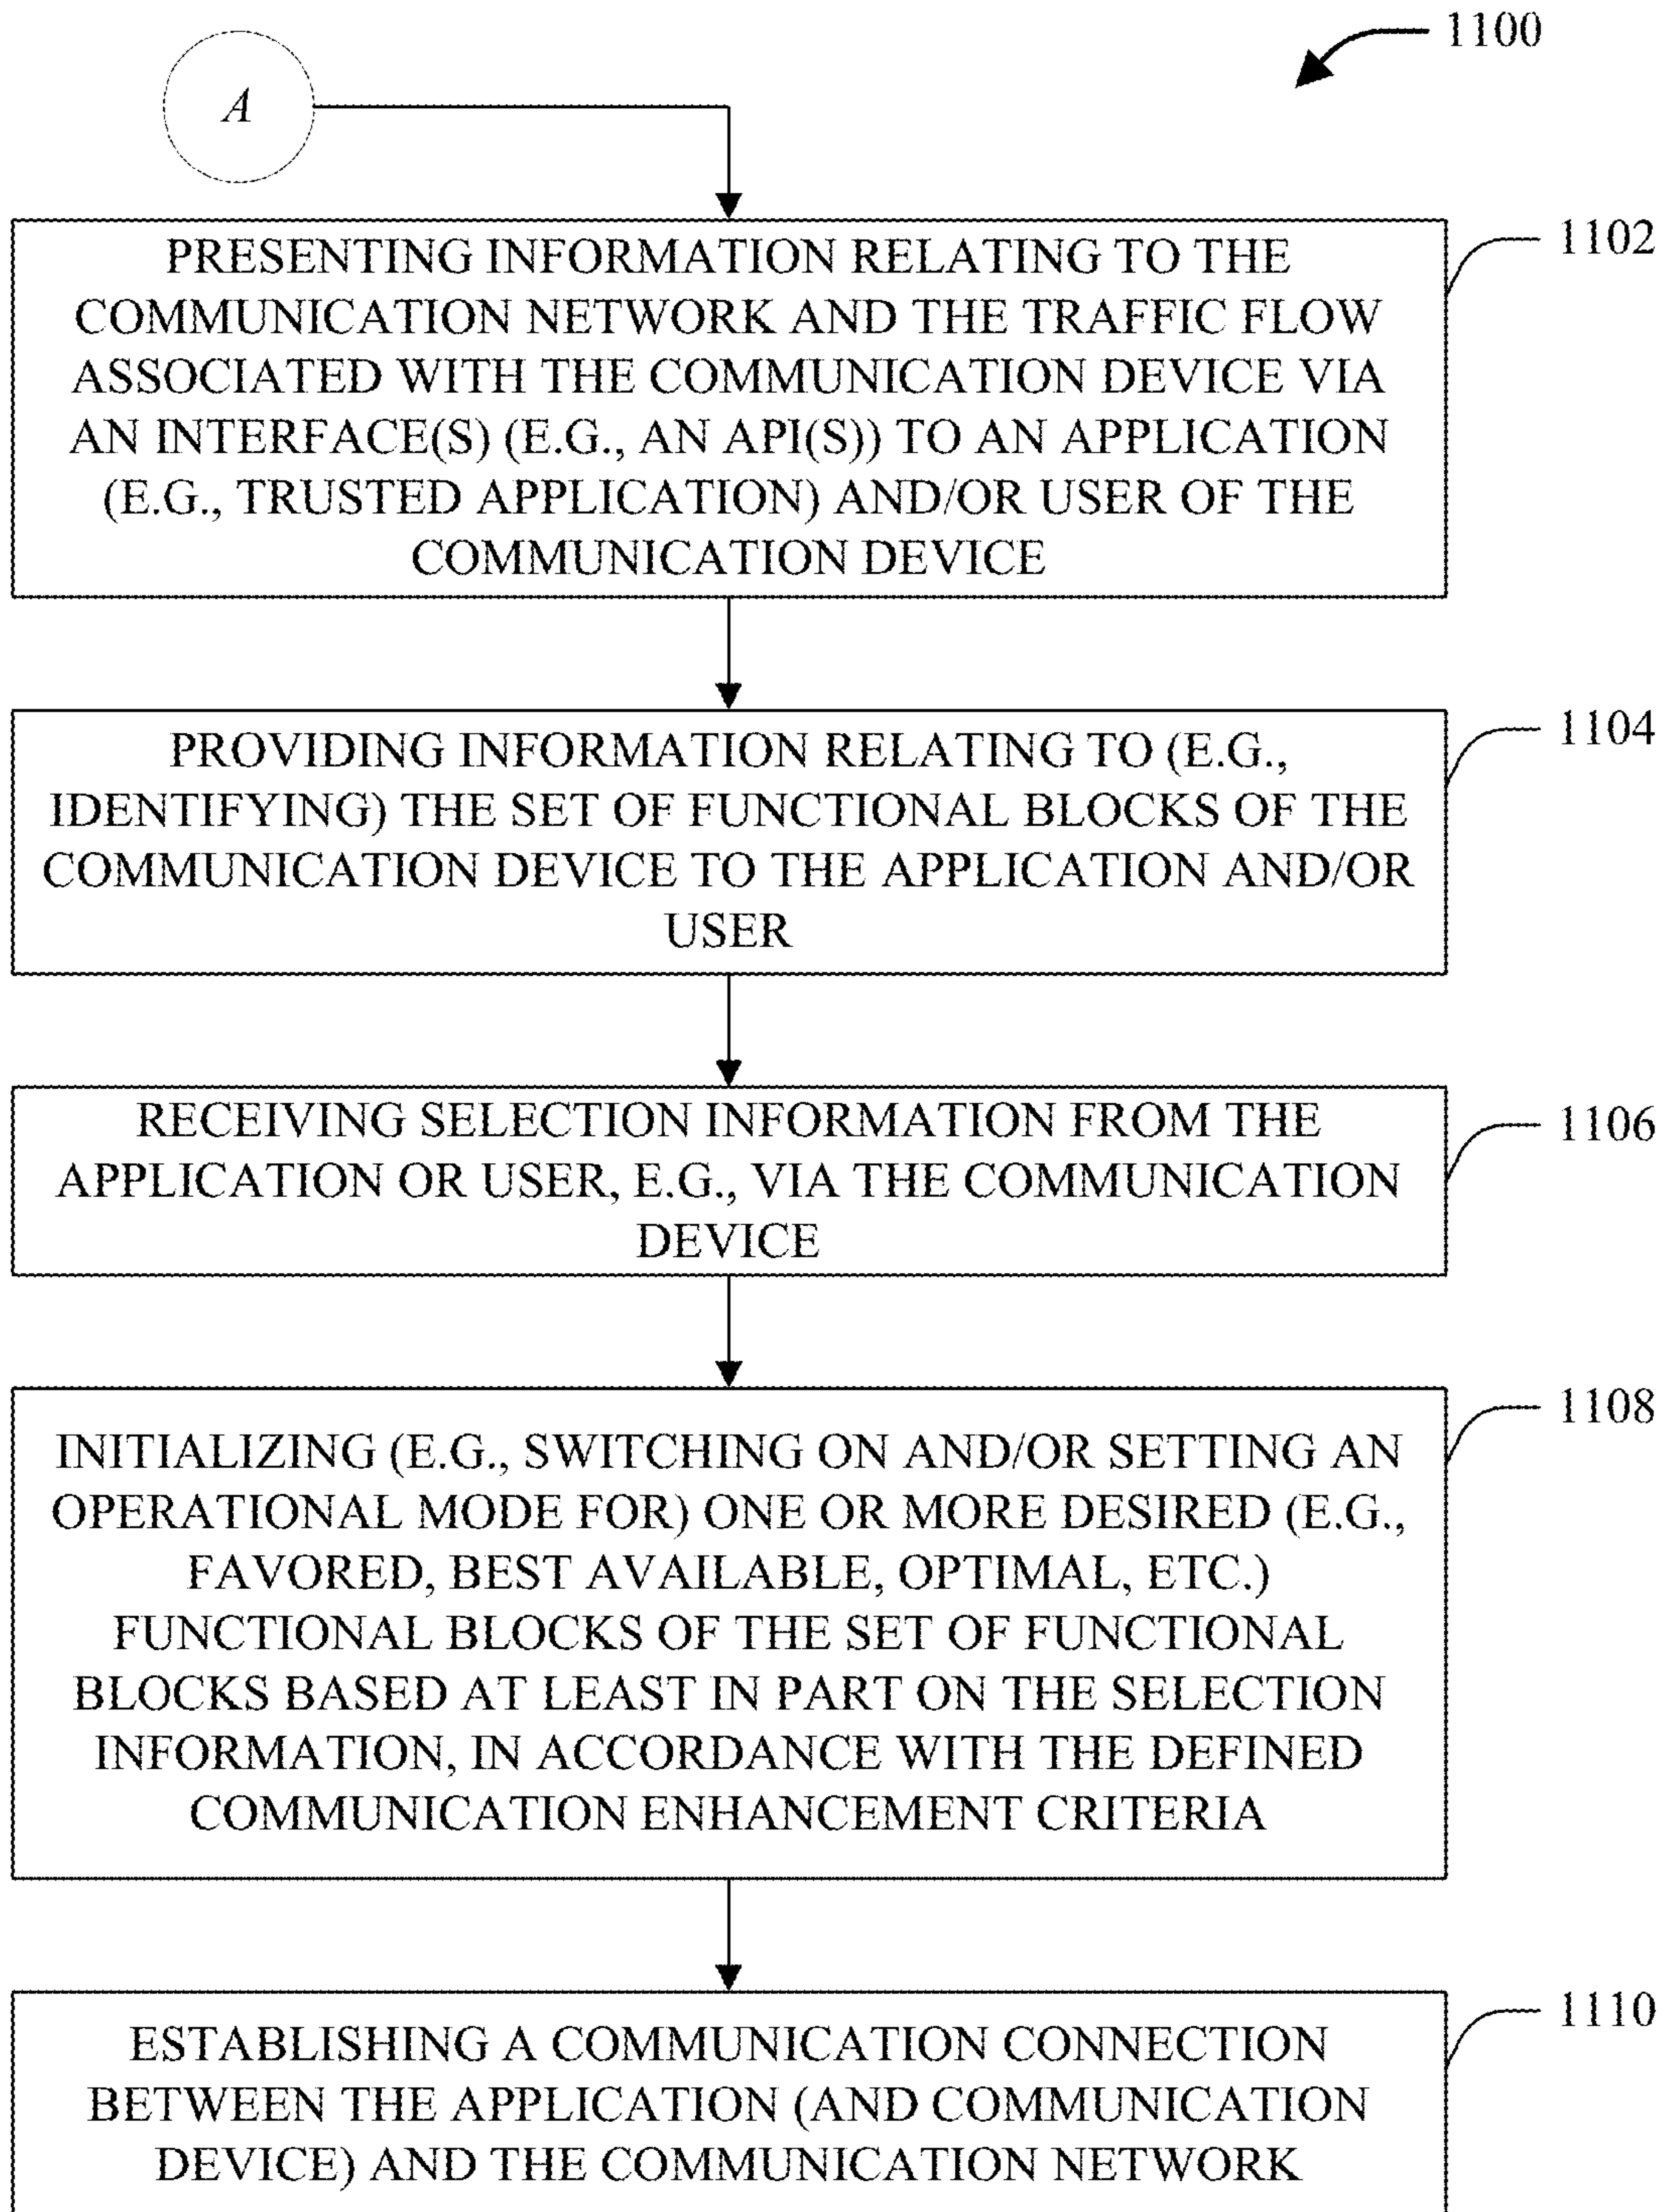 1100
A
1102
PRESENTING INFORMATION RELATING TO THE
COMMUNICATION NETWORK AND THE TRAFFIC FLOW
ASSOCIATED WITH THE COMMUNICATION DEVICE VIA
AN INTERFACE(S) (E.G., AN API(S)) TO AN APPLICATION
(E.G., TRUSTED APPLICATION) AND/OR USER OF THE
COMMUNICATION DEVICE
1104
PROVIDING INFORMATION RELATING TO (E.G.,
IDENTIFYING) THE SET OF FUNCTIONAL BLOCKS OF THE
COMMUNICATION DEVICE TO THE APPLICATION AND/OR
USER
1106
RECEIVING SELECTION INFORMATION FROM THE
APPLICATION OR USER, E.G., VIA THE COMMUNICATION
DEVICE
1108
INITIALIZING (E.G., SWITCHING ON AND/OR SETTING AN
OPERATIONAL MODE FOR) ONE OR MORE DESIRED (E.G.,
FAVORED, BEST AVAILABLE, OPTIMAL, ETC.)
FUNCTIONAL BLOCKS OF THE SET OF FUNCTIONAL
BLOCKS BASED AT LEAST IN PART ON THE SELECTION
INFORMATION, IN ACCORDANCE WITH THE DEFINED
COMMUNICATION ENHANCEMENT CRITERIA
1110
ESTABLISHING A COMMUNICATION CONNECTION
BETWEEN THE APPLICATION (AND COMMUNICATION
DEVICE) AND THE COMMUNICATION NETWORK